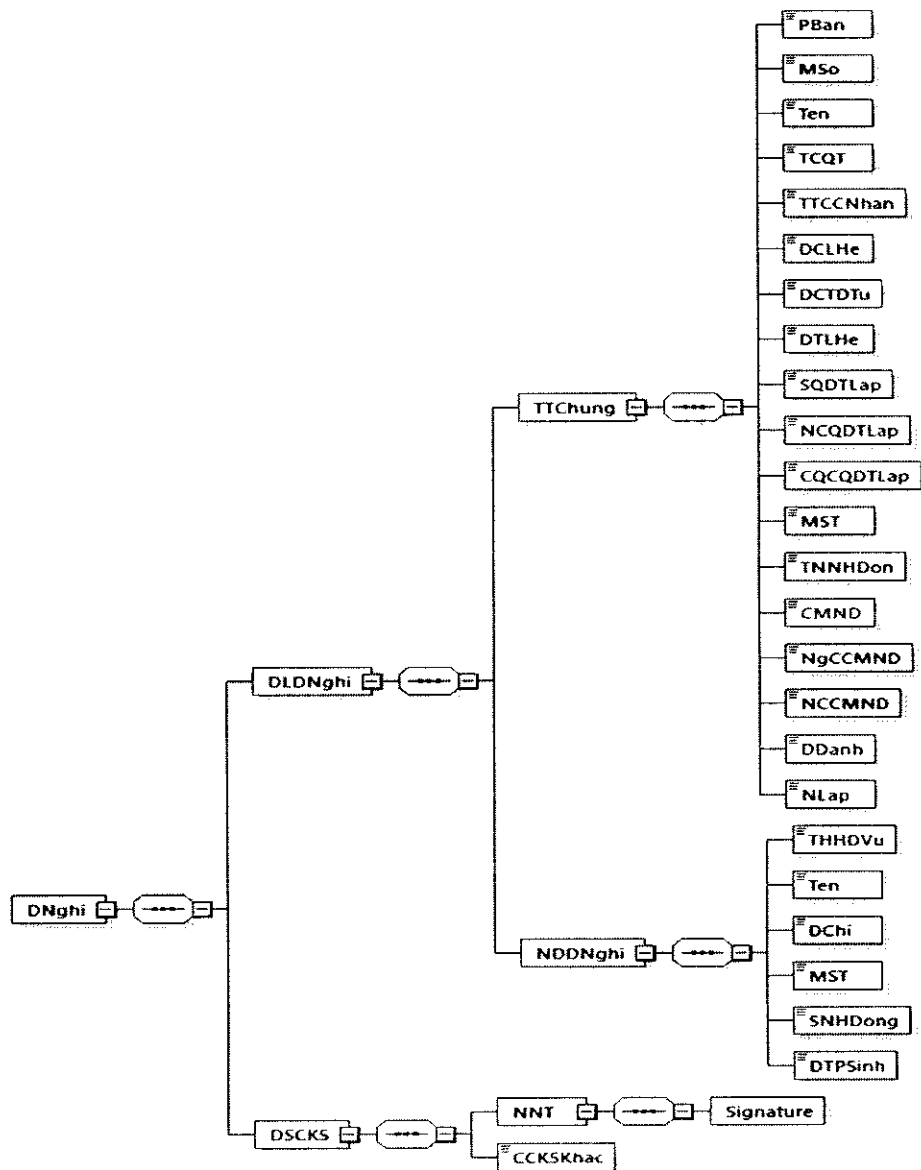 PBan
MSo
Ten
TCQT
TTCCNhan
DCLHe
DCTDTu
DTLHe
SQDTLap
TTChung
NCQDTLap
CQCQDTLap
MST
TNNHDon
CMND
NgCCMND
DLDNghi
NCCMND
DDanh
NLap
THHDVu
Ten
DNghi
DChi
NDDNghi
MST
SNHDong
DTPSinh
NNT
Signature
DSCKS
CCKSKhac